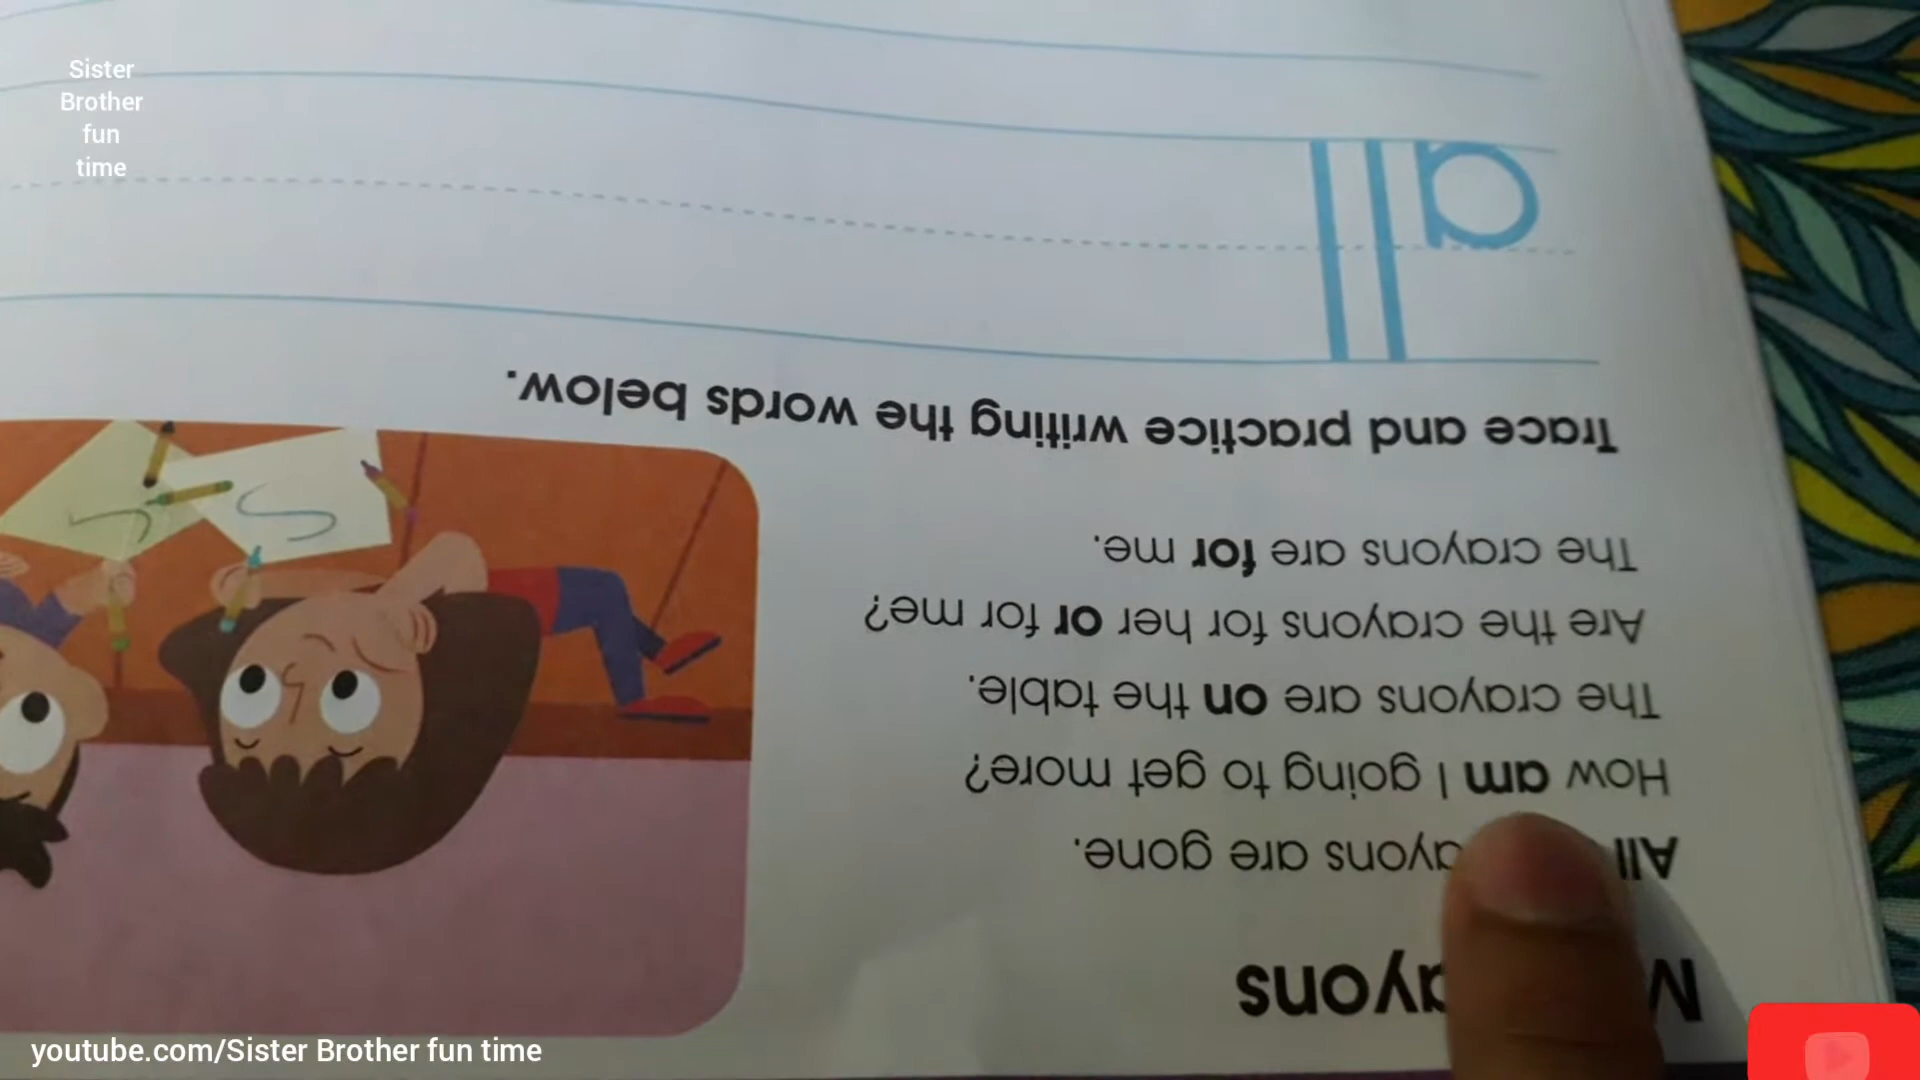 Sister
Brother
fun
time
ayons
All ayons are gone.
How am I going to get more?
The crayons are on the table.
Are the crayons for her or for me?
The crayons are for me.
Trace and practice writing the words below.
all
youtube.com/Sister Brother fun time